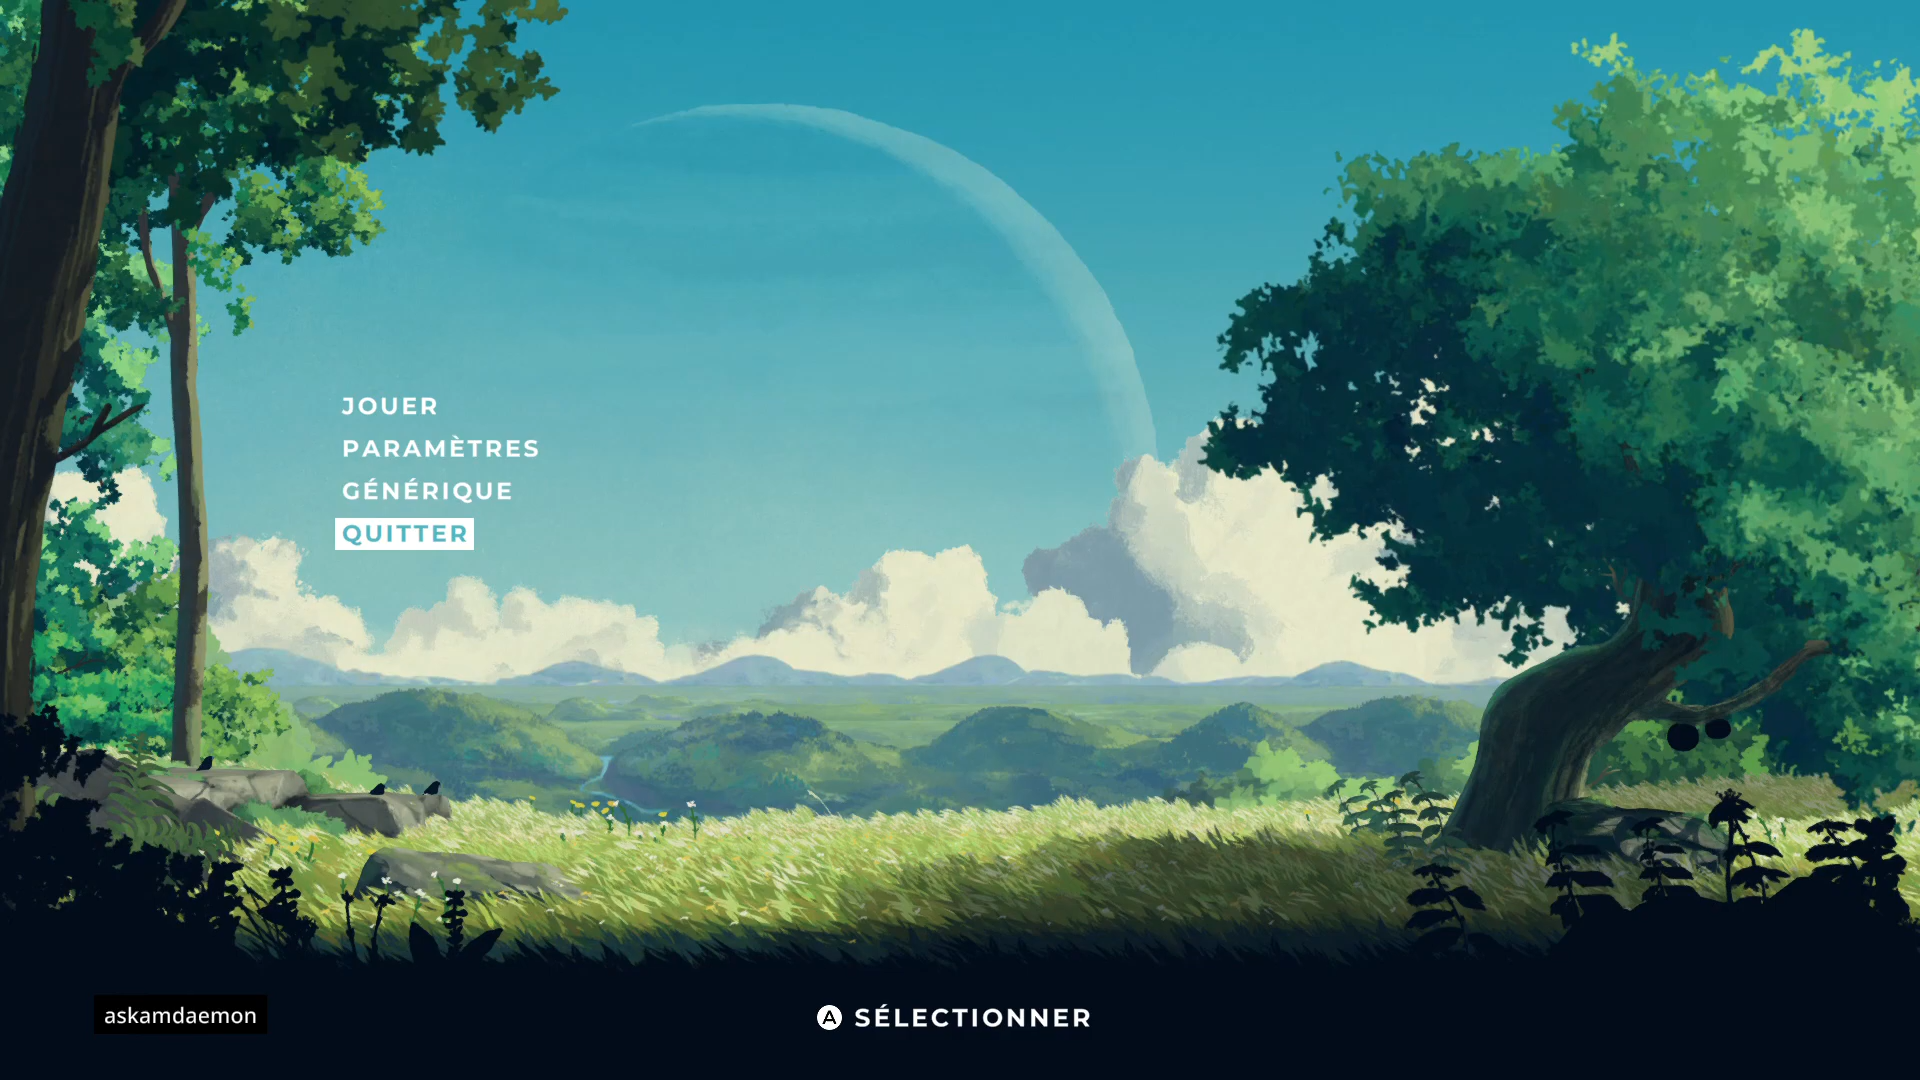 JOUER
PARAMÈTRES
GÉNÉRIQUE
QUITTER
askamdaemon
A SÉLECTIONNER